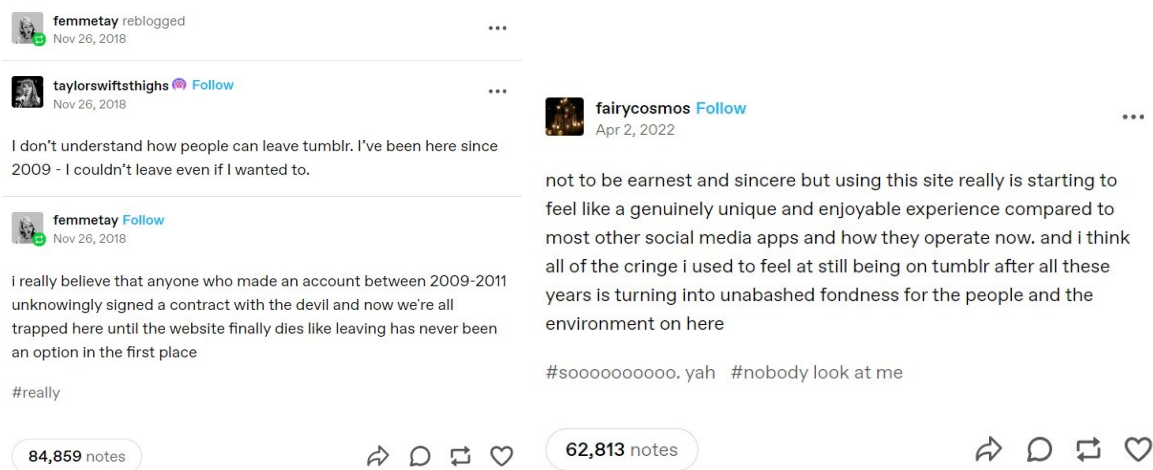 femmetay reblogged
Nov 26, 2018
taylorswiftsthighs Follow
Nov 26, 2018
I don’t understand how people can leave tumblr. I’ve been here since
2009 - I couldn’t leave even if I wanted to.
femmetay Follow
Nov 26, 2018
i really believe that anyone who made an account between 2009-2011
unknowingly signed a contract with the devil and now we're all
trapped here until the website finally dies like leaving has never been
an option in the first place
#really
84,859 notes
fairycosmos Follow
Apr 2, 2022
not to be earnest and sincere but using this site really is starting to
feel like a genuinely unique and enjoyable experience compared to
most other social media apps and how they operate now. and i think
all of the cringe i used to feel at still being on tumblr after all these
years is turning into unabashed fondness for the people and the
environment on here
#soooooooooo. yah #nobody look at me
62,813 notes